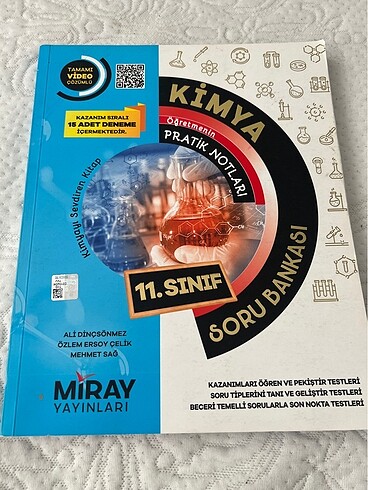 TAMAMI
VİDEO
ÇÖZÜMLÜ
KAZANIM SIRALI
15 ADET DENEME
İÇERMEKTEDİR.
KİMYA
Öğretmenin
PRATİK NOTLARI
Kimyayı Sevdiren Kitap
11. SINIF
SORU BANKASI
ALİ DİNÇSÖNMEZ
ÖZLEM ERSOY ÇELİK
MEHMET SAĞ
MİRAY
YAYINLARI
KAZANIMLARI ÖĞREN VE PEKİŞTİR TESTLERİ
SORU TİPLERİNİ TANI VE GELİŞTİR TESTLERİ
BECERİ TEMELLİ SORULARLA SON NOKTA TESTLERİ